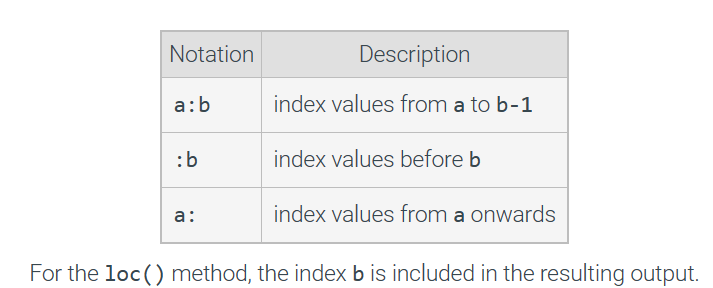 Notation Description
a:b index values from a to b-1
:b index values before b
a: index values from a onwards
For the loc() method, the index b is included in the resulting output.